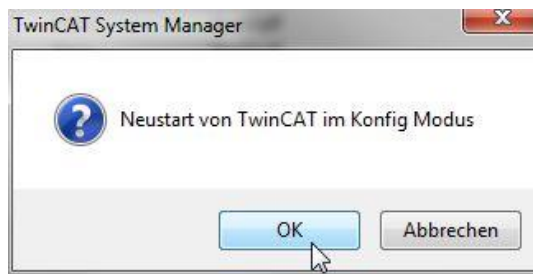 TwinCAT System Manager
Neustart von TwinCAT im Konfig Modus
OK
Abbrechen